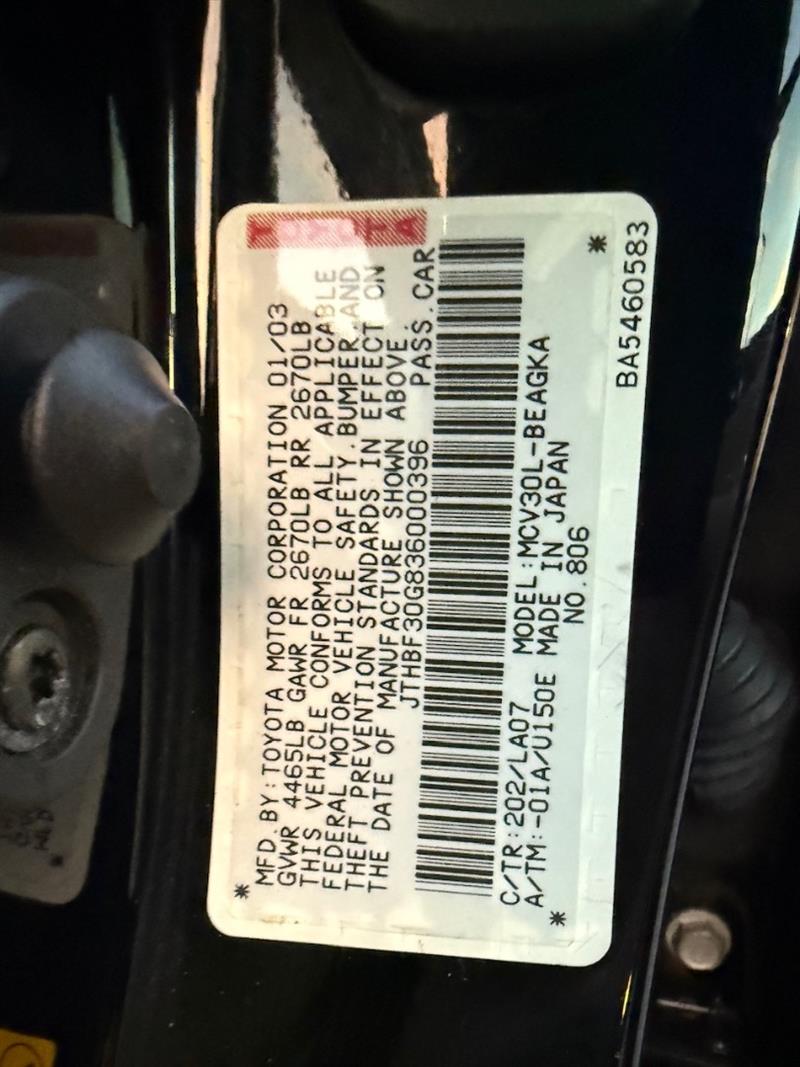 TOYOTA
MFD.BY:TOYOTA MOTOR CORPORATION 01/03
GVWR 4465LB GAWR FR 2670LB RR 2670LB
THIS VEHICLE CONFORMS TO ALL APPLICABLE
FEDERAL MOTOR VEHICLE SAFETY.BUMPER.AND
THEFT PREVENTION STANDARDS IN EFFECT ON
THE DATE OF MANUFACTURE SHOWN ABOVE.
JTHBF30G836000396 PASS.CAR
C/TR:202/LA07 MODEL:MCV30L-BEAGKA
A/TM:-01A/U150E MADE IN JAPAN
NO.806
BA5460583